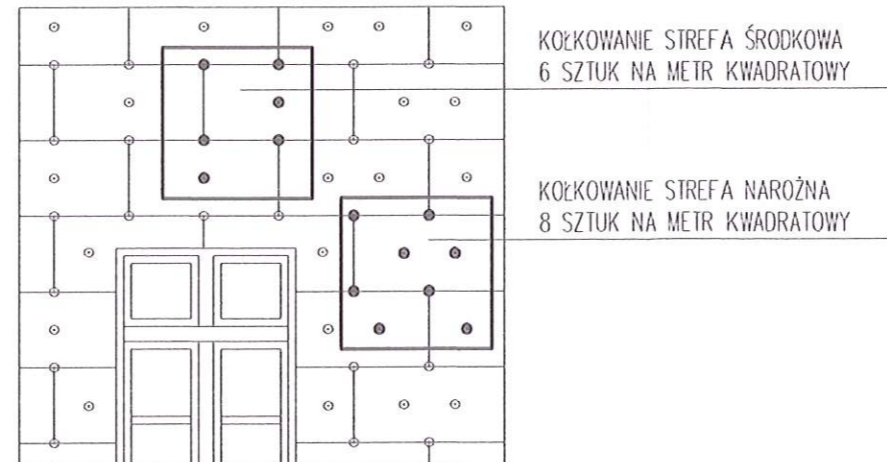 KOŁKOWANIE STREFA ŚRODKOWA
6 SZTUK NA METR KWADRATOWY
KOŁKOWANIE STREFA NAROŻNA
8 SZTUK NA METR KWADRATOWY